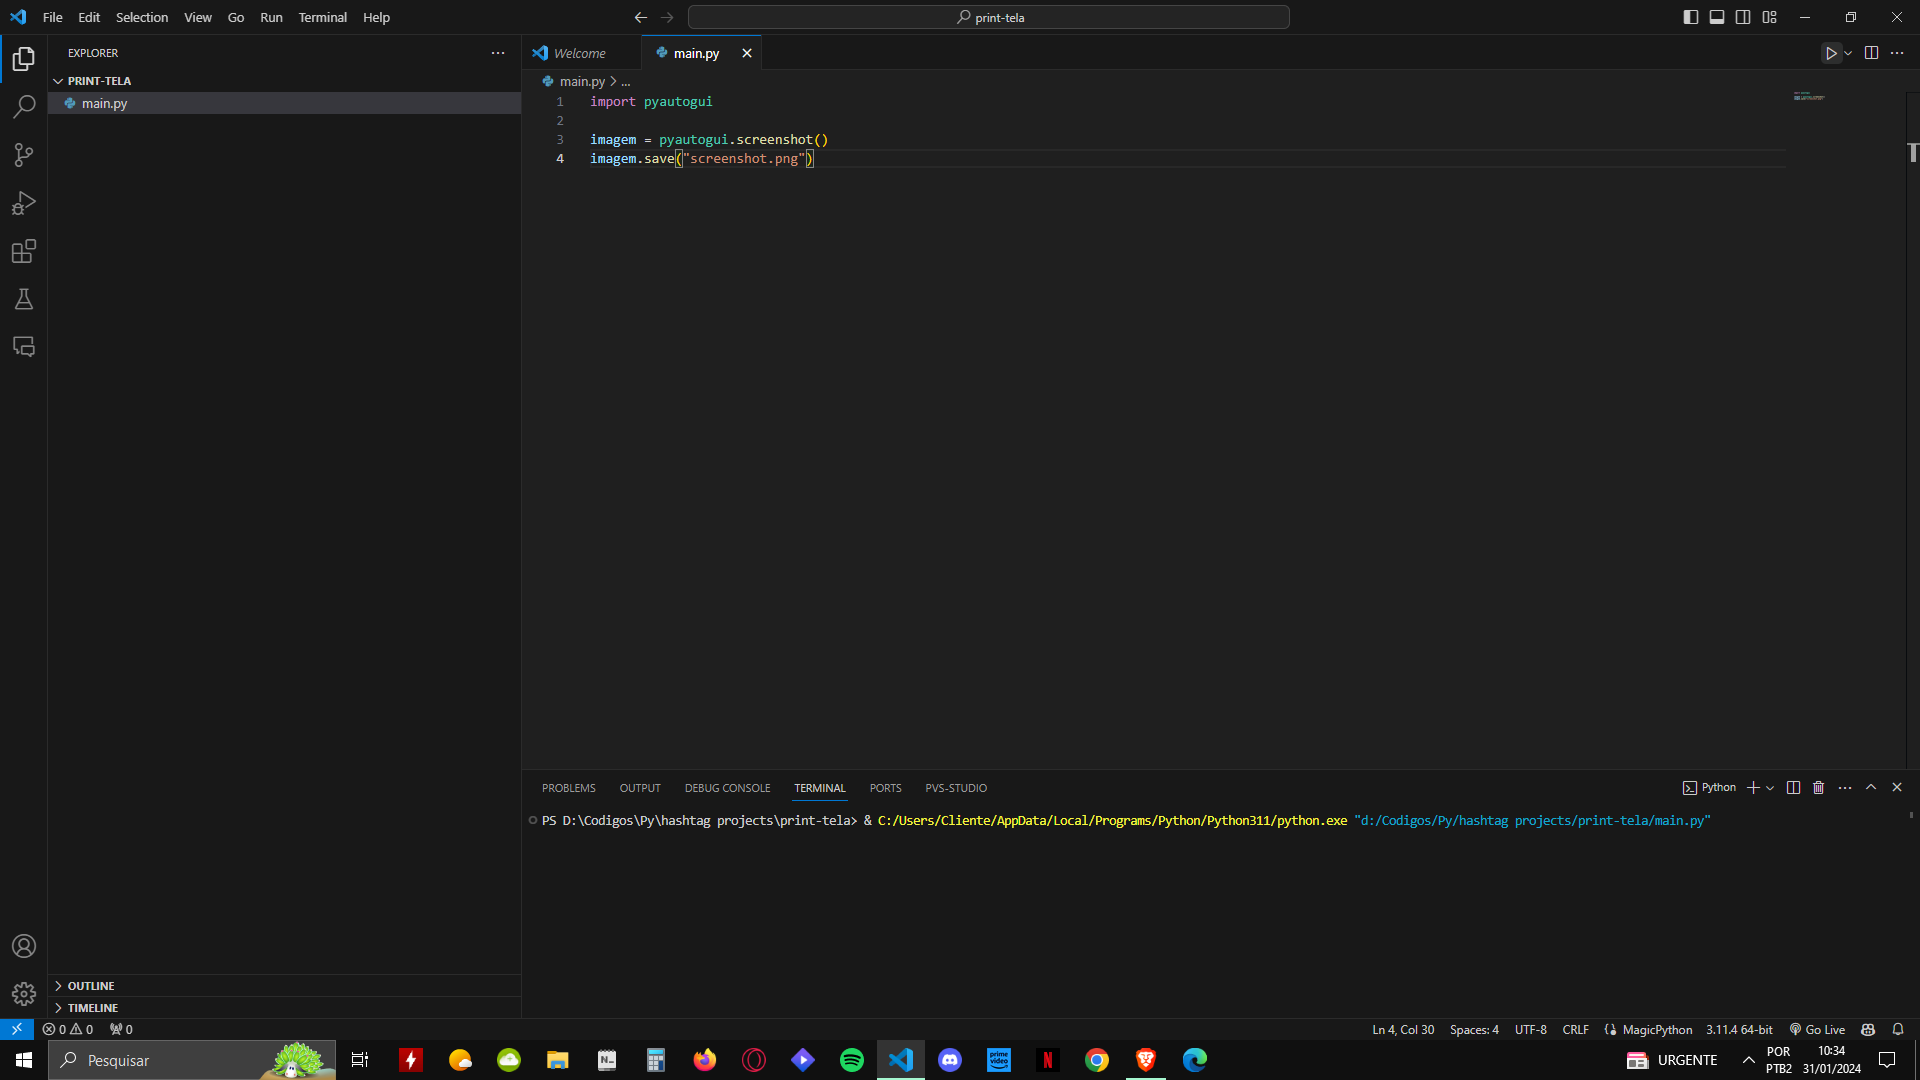 File Edit Selection View Go Run Terminal Help
print-tela
EXPLORER
PRINT-TELA
main.py
Welcome
main.py
main.py > ...
1 import pyautogui
2
3 imagem = pyautogui.screenshot()
4 imagem.save("screenshot.png")
PROBLEMS OUTPUT DEBUG CONSOLE TERMINAL PORTS PVS-STUDIO
Python
PS D:\Codigos\Py\hashtag projects\print-tela> & C:/Users/Cliente/AppData/Local/Programs/Python/Python311/python.exe "d:/Codigos/Py/hashtag projects/print-tela/main.py"
OUTLINE
TIMELINE
0 0 0
Ln 4, Col 30 Spaces: 4 UTF-8 CRLF MagicPython 3.11.4 64-bit Go Live
Pesquisar
prime video
N
URGENTE
POR
PTB2
10:34
31/01/2024